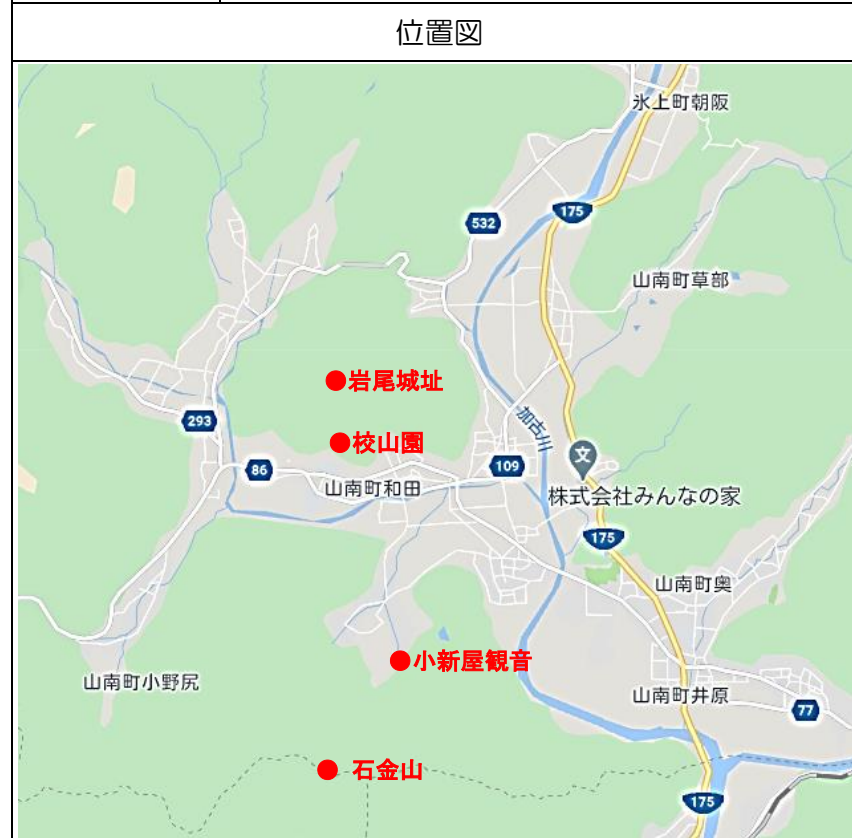 位置図
氷上町朝阪
175
532
山南町草部
●岩尾城址
293
加古川
●校山園
86
109
山南町和田
株式会社みんなの家
文
175
山南町奥
●小新屋観音
山南町小野尻
山南町井原
77
● 石金山
175